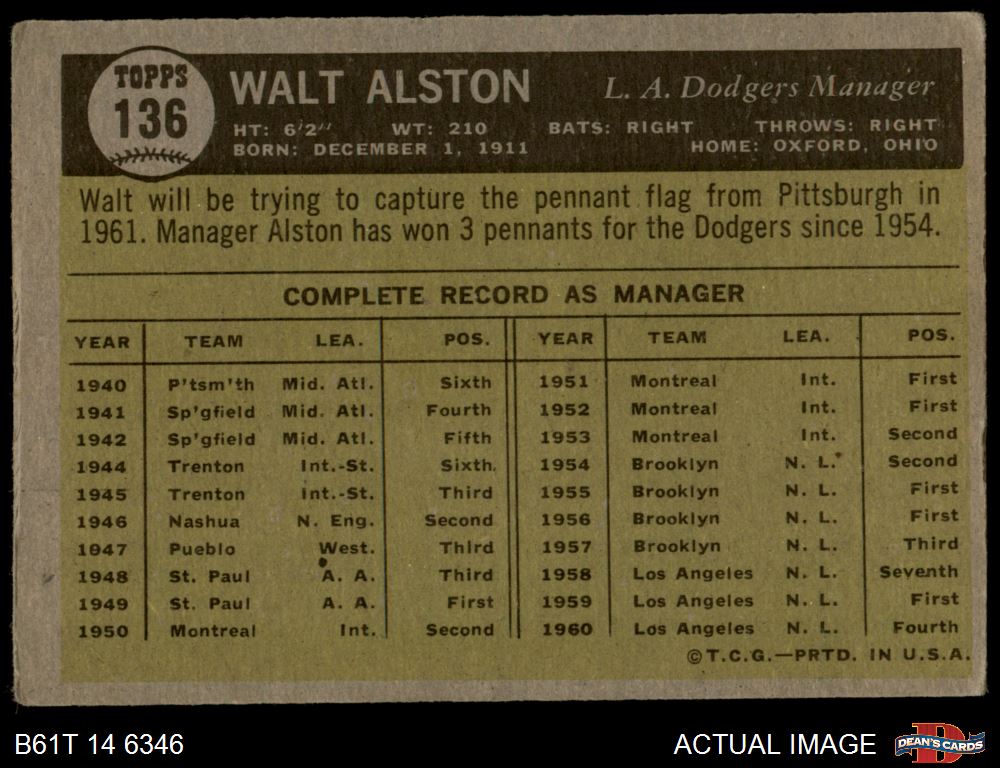 TOPPS
136
WALT ALSTON
L. A. Dodgers Manager
HT: 6'2" WT: 210 BATS: RIGHT THROWS: RIGHT
BORN: DECEMBER 1, 1911 HOME: OXFORD, OHIO
Walt will be trying to capture the pennant flag from Pittsburgh in
1961. Manager Alston has won 3 pennants for the Dodgers since 1954.
COMPLETE RECORD AS MANAGER
YEAR TEAM LEA. POS. YEAR TEAM LEA. POS.
1940 P'tsm'th Mid. Atl. Sixth 1951 Montreal Int. First
1941 Sp'gfield Mid. Atl. Fourth 1952 Montreal Int. First
1942 Sp'gfield Mid. Atl. Fifth 1953 Montreal Int. Second
1944 Trenton Int.-St. Sixth 1954 Brooklyn N. L. Second
1945 Trenton Int.-St. Third 1955 Brooklyn N. L. First
1946 Nashua N. Eng. Second 1956 Brooklyn N. L. First
1947 Pueblo West. Third 1957 Brooklyn N. L. Third
1948 St. Paul A. A. Third 1958 Los Angeles N. L. Seventh
1949 St. Paul A. A. First 1959 Los Angeles N. L. First
1950 Montreal Int. Second 1960 Los Angeles N. L. Fourth
©T.C.G.—PRTD. IN U.S.A.
B61T 14 6346
ACTUAL IMAGE
D
DEAN'S CARDS